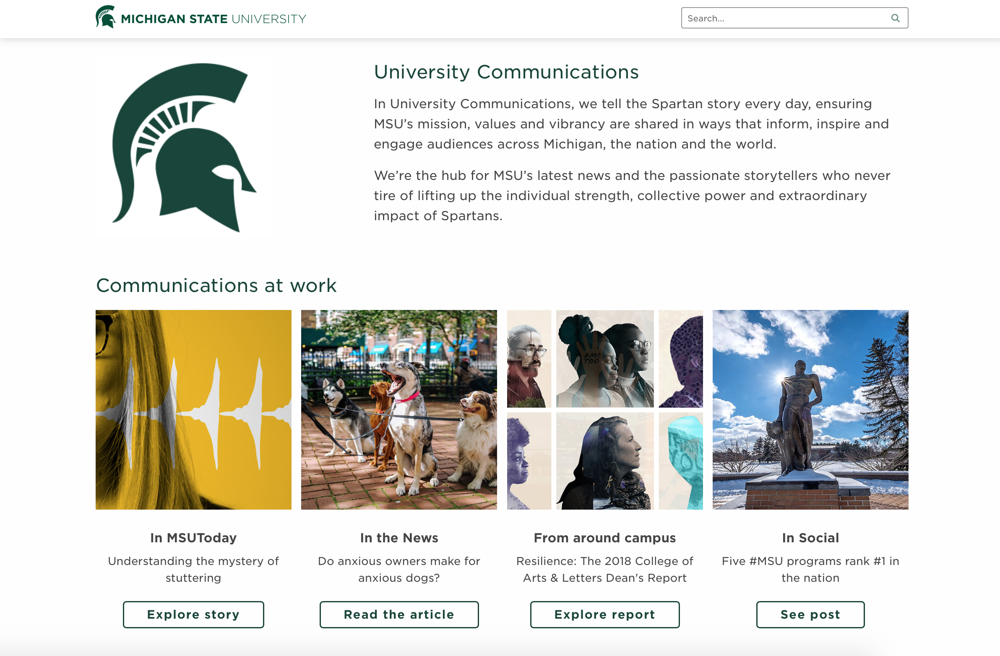 MICHIGAN STATE UNIVERSITY
Search...
University Communications
In University Communications, we tell the Spartan story every day, ensuring
MSU’s mission, values and vibrancy are shared in ways that inform, inspire and
engage audiences across Michigan, the nation and the world.
We’re the hub for MSU’s latest news and the passionate storytellers who never
tire of lifting up the individual strength, collective power and extraordinary
impact of Spartans.
Communications at work
#ME
TOO
YOU
In MSUToday
Understanding the mystery of
stuttering
Explore story
In the News
Do anxious owners make for
anxious dogs?
Read the article
From around campus
Resilience: The 2018 College of
Arts & Letters Dean's Report
Explore report
In Social
Five #MSU programs rank #1 in
the nation
See post